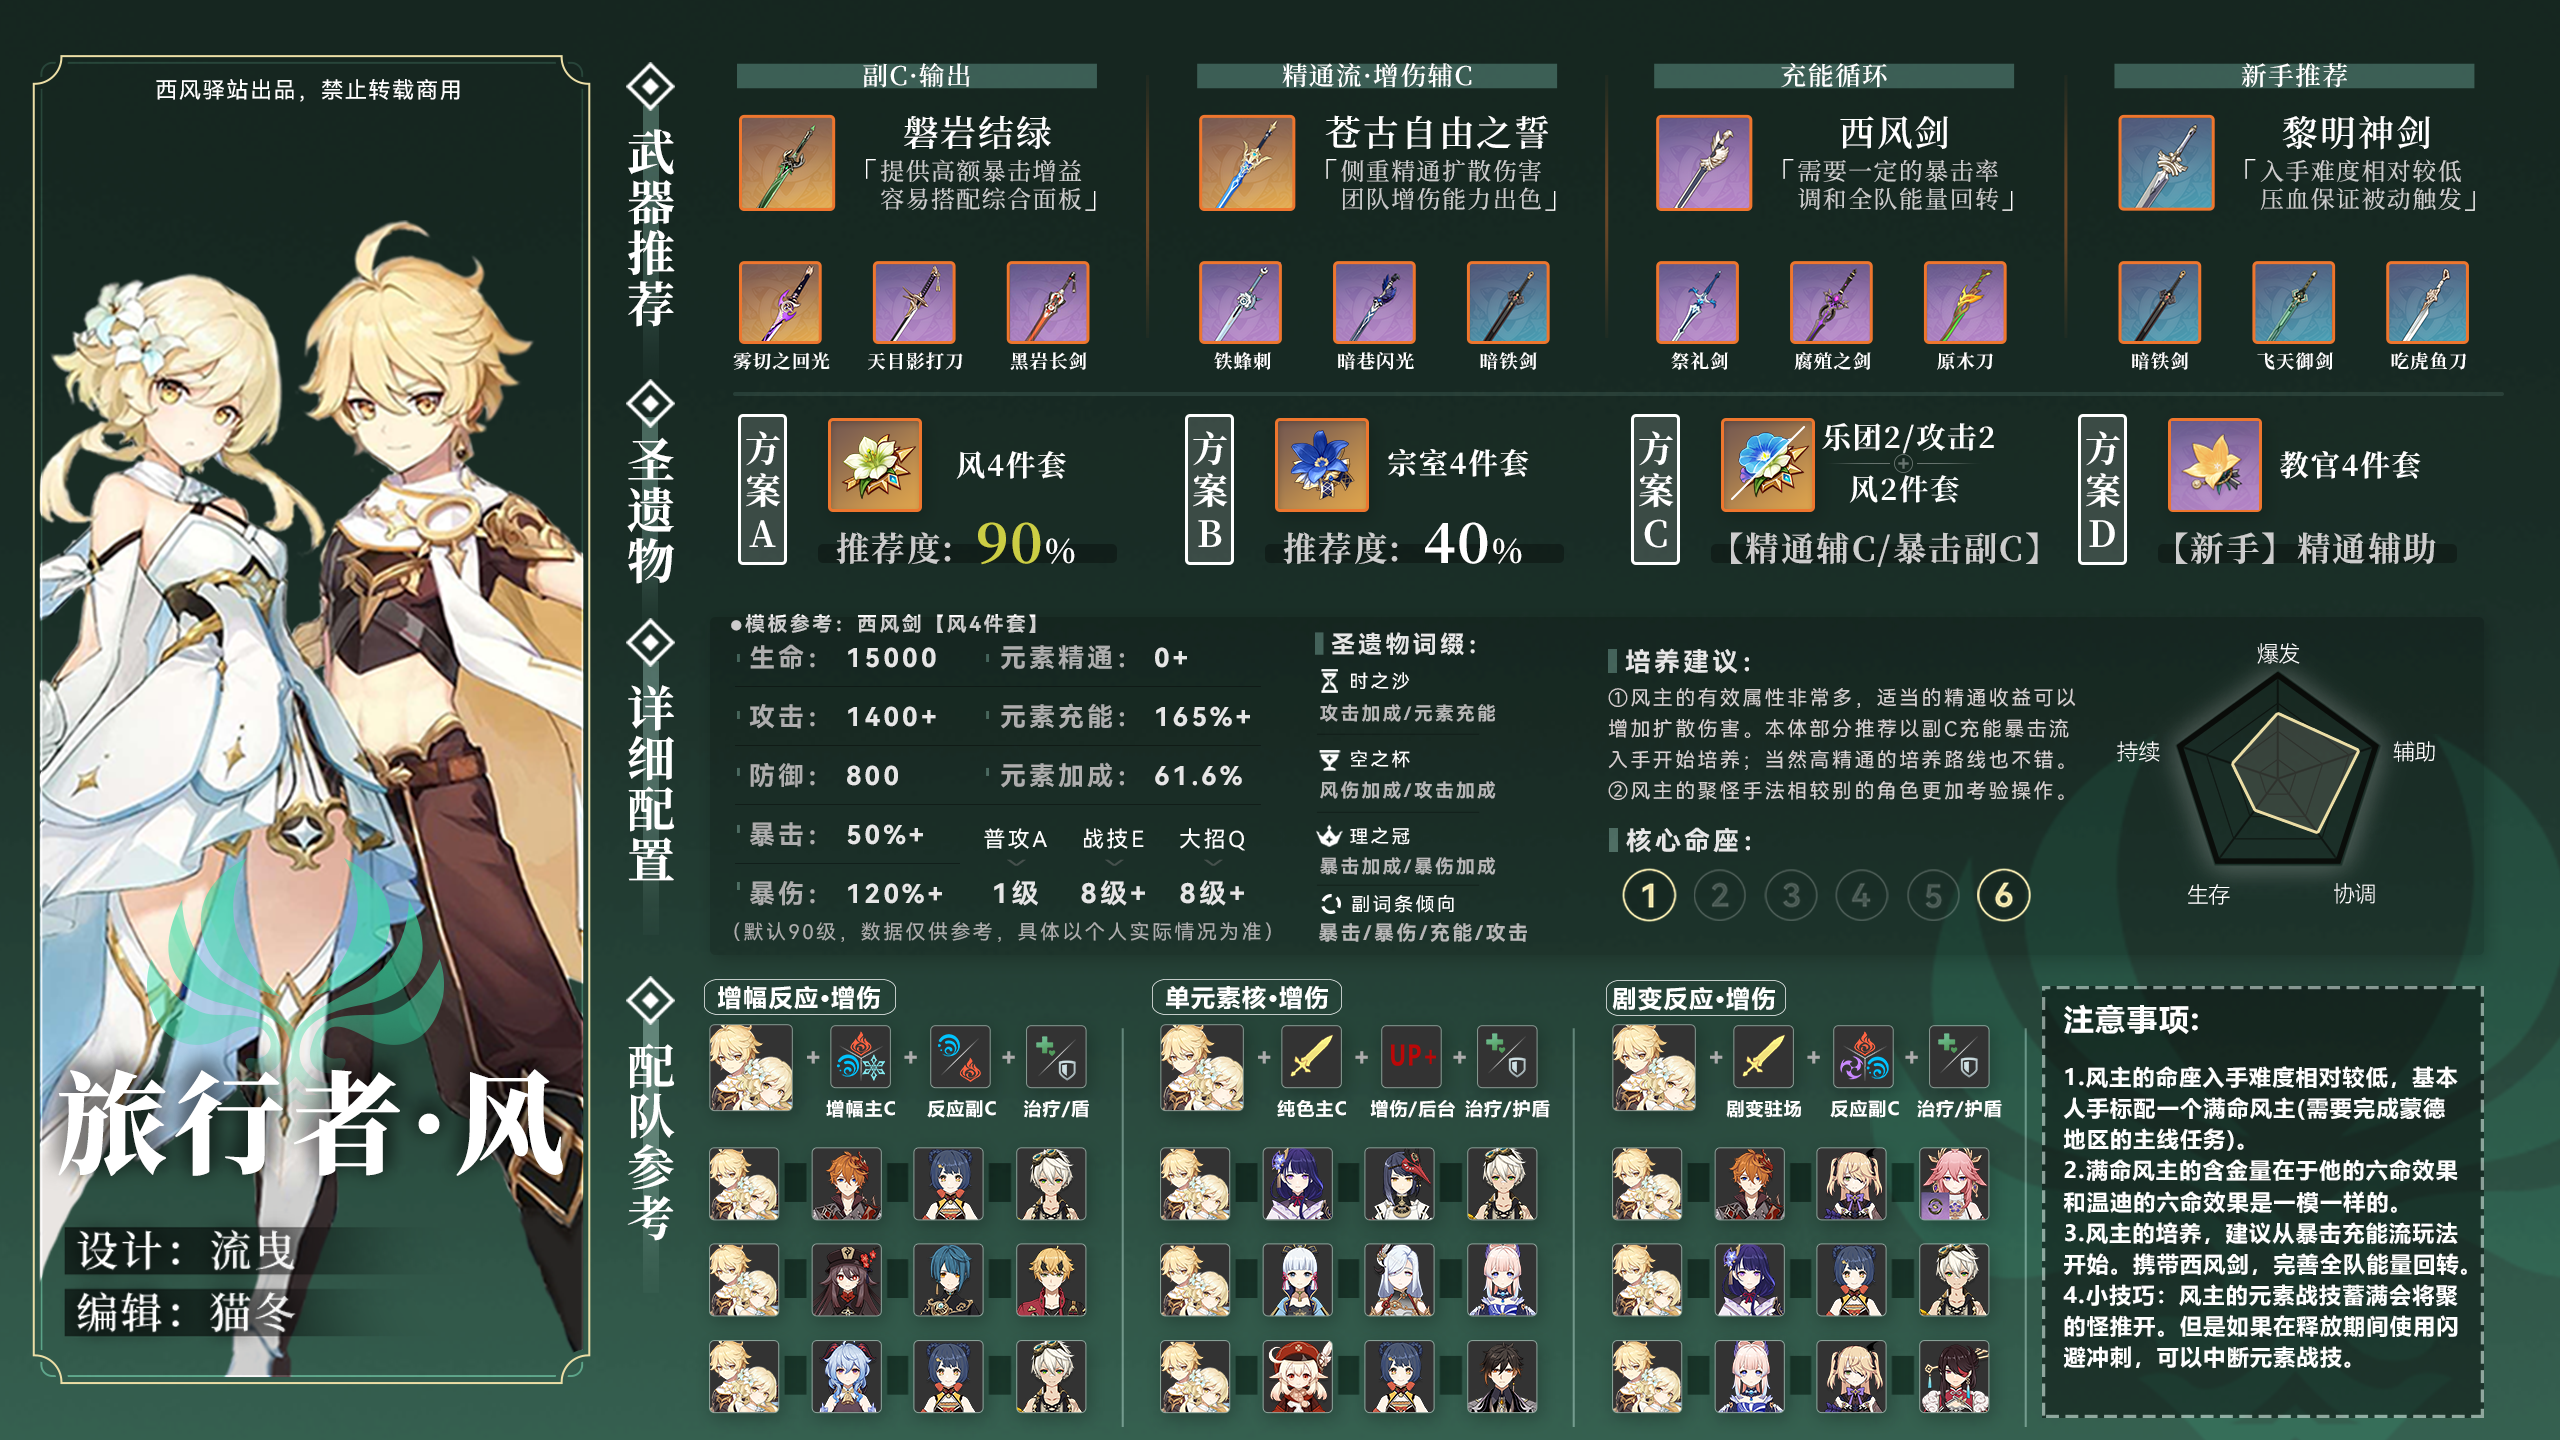 西风驿站出品，禁止转载商用
旅行者·风
设计：流曳
编辑：猫冬
武器推荐
副C·输出
磐岩结绿
「提供高额暴击增益
容易搭配综合面板」
雾切之回光
天目影打刀
黑岩长剑
精通流·增伤辅C
苍古自由之誓
「侧重精通扩散伤害
团队增伤能力出色」
铁蜂刺
暗巷闪光
暗铁剑
充能循环
西风剑
「需要一定的暴击率
调和全队能量回转」
祭礼剑
腐殖之剑
原木刀
新手推荐
黎明神剑
「入手难度相对较低
压血保证被动触发」
暗铁剑
飞天御剑
吃虎鱼刀
圣遗物
方案A
风4件套
推荐度：90%
方案B
宗室4件套
推荐度：40%
方案C
乐团2/攻击2
风2件套
【精通辅C/暴击副C】
方案D
教官4件套
【新手】精通辅助
详细配置
●模板参考：西风剑【风4件套】
生命：15000 元素精通：0+
攻击：1400+ 元素充能：165%+
防御：800 元素加成：61.6%
暴击：50%+ 普攻A 战技E 大招Q
暴伤：120%+ 1级 8级+ 8级+
（默认90级，数据仅供参考，具体以个人实际情况为准）
圣遗物词缀：
时之沙
攻击加成/元素充能
空之杯
风伤加成/攻击加成
理之冠
暴击加成/暴伤加成
副词条倾向
暴击/暴伤/充能/攻击
培养建议：
①风主的有效属性非常多，适当的精通收益可以
增加扩散伤害。本体部分推荐以副C充能暴击流
入手开始培养；当然高精通的培养路线也不错。
②风主的聚怪手法相较别的角色更加考验操作。
核心命座：
1 2 3 4 5 6
爆发
辅助
协调
生存
持续
配队参考
增幅反应·增伤
增幅主C 反应副C 治疗/盾
单元素核·增伤
UP+
纯色主C 增伤/后台 治疗/护盾
剧变反应·增伤
剧变驻场 反应副C 治疗/护盾
注意事项:
1.风主的命座入手难度相对较低，基本
人手标配一个满命风主(需要完成蒙德
地区的主线任务)。
2.满命风主的含金量在于他的六命效果
和温迪的六命效果是一模一样的。
3.风主的培养，建议从暴击充能流玩法
开始。携带西风剑，完善全队能量回转。
4.小技巧：风主的元素战技蓄满会将聚
的怪推开。但是如果在释放期间使用闪
避冲刺，可以中断元素战技。